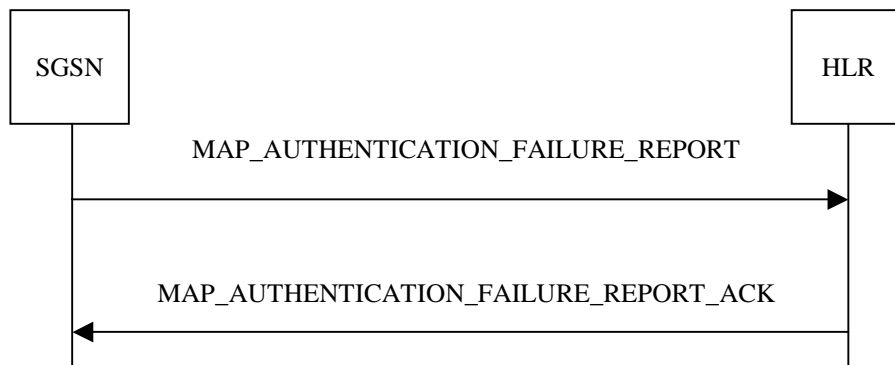 SGSN
HLR
MAP_AUTHENTICATION_FAILURE_REPORT
MAP_AUTHENTICATION_FAILURE_REPORT_ACK